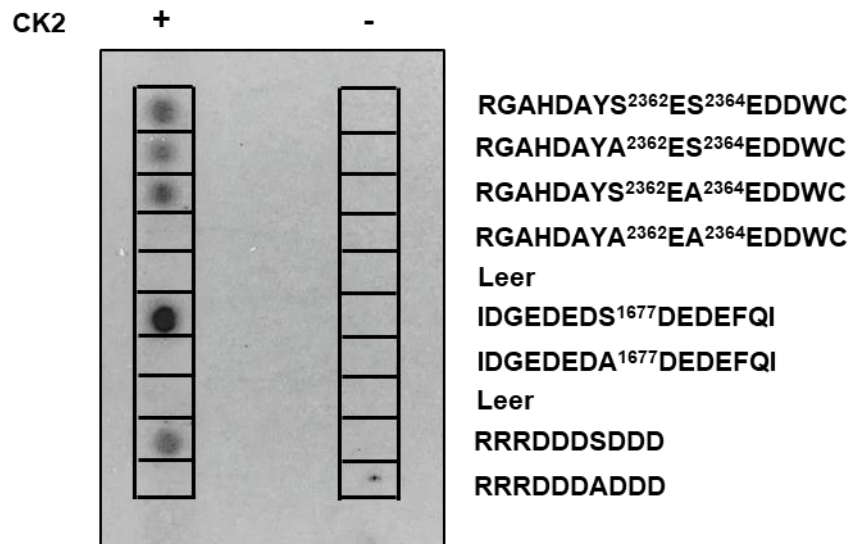 CK2 + -
RGAHDAYS²³⁶²ES²³⁶⁴EDDWC
RGAHDAYA²³⁶²ES²³⁶⁴EDDWC
RGAHDAYS²³⁶²EA²³⁶⁴EDDWC
RGAHDAYA²³⁶²EA²³⁶⁴EDDWC
Leer
IDGEDEDS¹⁶⁷⁷DEDEFQI
IDGEDEDA¹⁶⁷⁷DEDEFQI
Leer
RRRDDDSDDD
RRRDDDADDD